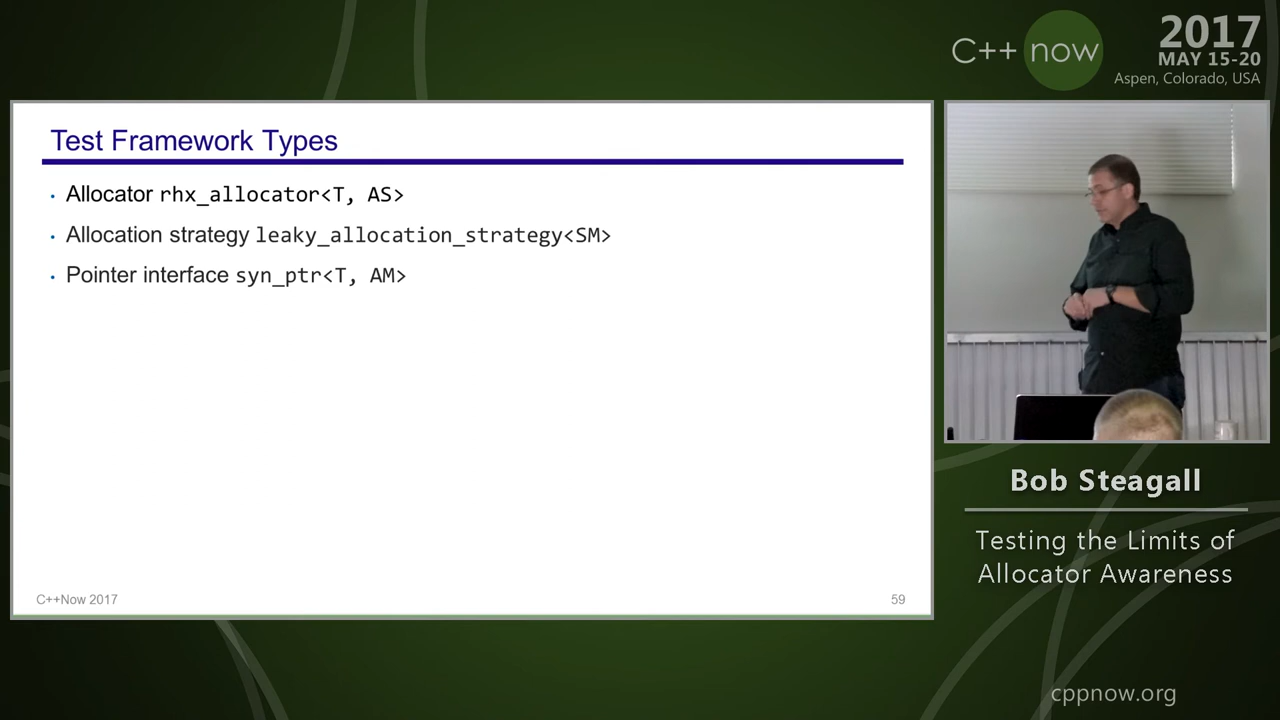 C++ now
2017
MAY 15-20
Aspen, Colorado, USA
Test Framework Types
· Allocator rhx_allocator<T, AS>
· Allocation strategy leaky_allocation_strategy<SM>
· Pointer interface syn_ptr<T, AM>
C++Now 2017
59
Bob Steagall
Testing the Limits of
Allocator Awareness
cppnow.org